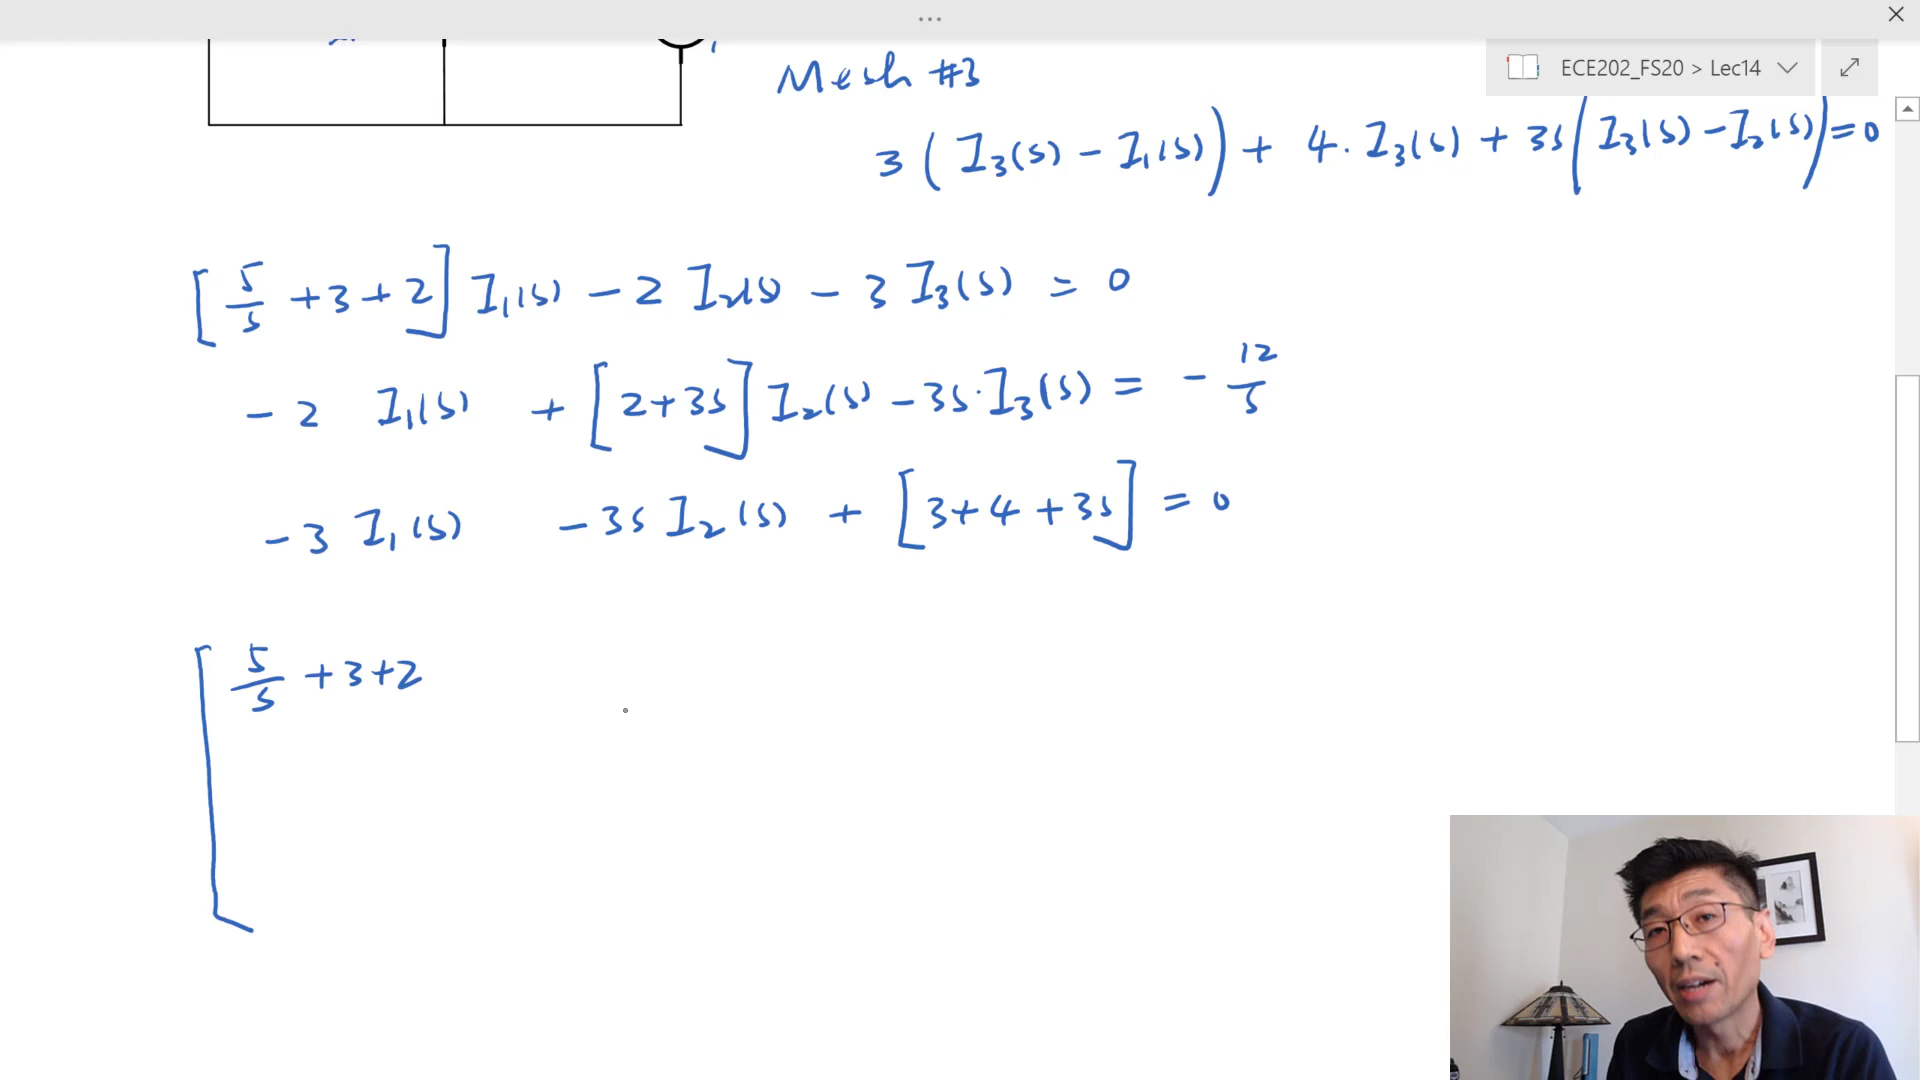 ...
ECE202_FS20 > Lec14
Mesh #3
3 ( I₃(s) - I₁(s) ) + 4. I₃(s) + 3s ( I₃(s) - I₂(s) ) = 0
[ 5/s + 3 + 2 ] I₁(s) - 2 I₂(s) - 3 I₃(s) = 0
- 2 I₁(s) + [ 2 + 3s ] I₂(s) - 3s · I₃(s) = - 12/s
- 3 I₁(s) - 3s I₂(s) + [ 3 + 4 + 3s ] = 0
[ 5/s + 3 + 2